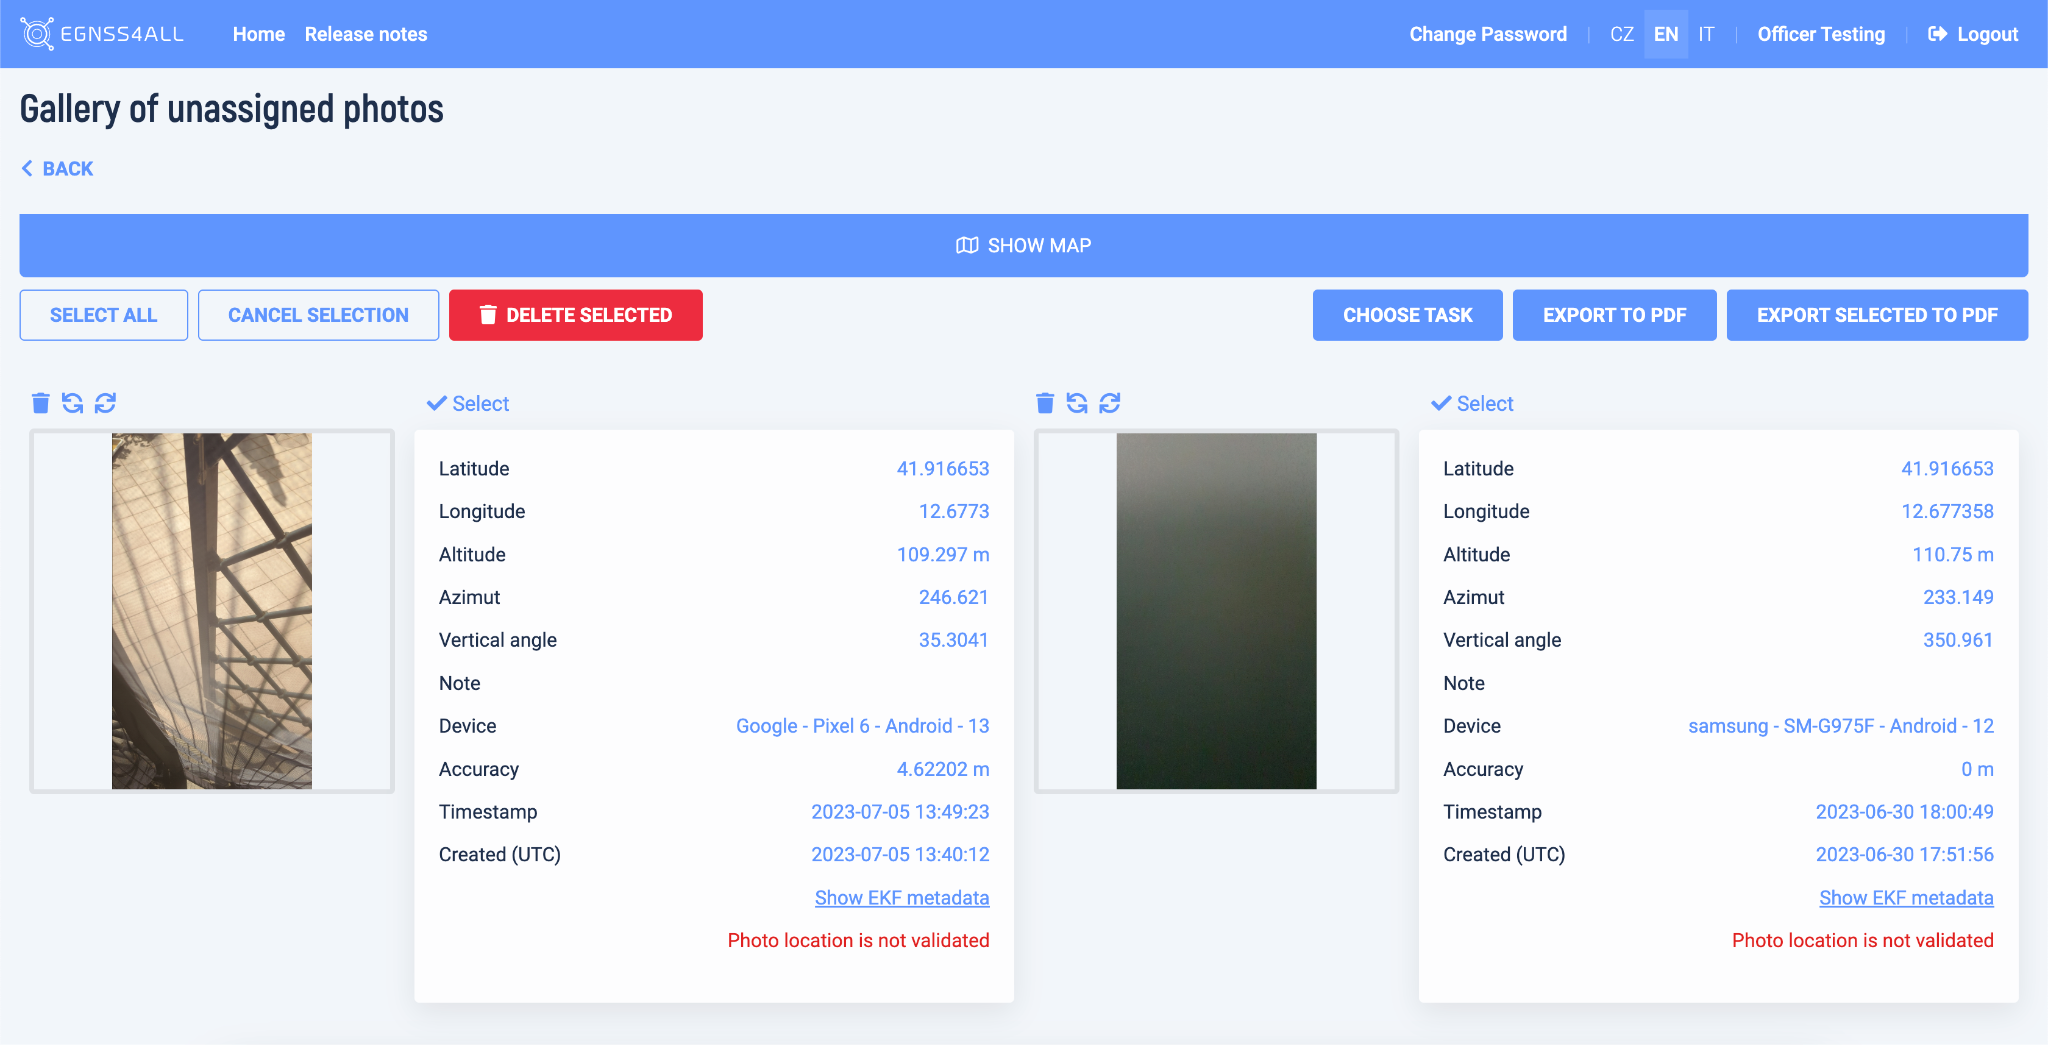 EGNSS4ALL Home Release notes Change Password CZ EN IT Officer Testing Logout
Gallery of unassigned photos
BACK
SHOW MAP
SELECT ALL CANCEL SELECTION DELETE SELECTED CHOOSE TASK EXPORT TO PDF EXPORT SELECTED TO PDF
Select
Latitude 41.916653
Longitude 12.6773
Altitude 109.297 m
Azimut 246.621
Vertical angle 35.3041
Note
Device Google - Pixel 6 - Android - 13
Accuracy 4.62202 m
Timestamp 2023-07-05 13:49:23
Created (UTC) 2023-07-05 13:40:12
Show EKF metadata
Photo location is not validated
Select
Latitude 41.916653
Longitude 12.677358
Altitude 110.75 m
Azimut 233.149
Vertical angle 350.961
Note
Device samsung - SM-G975F - Android - 12
Accuracy 0 m
Timestamp 2023-06-30 18:00:49
Created (UTC) 2023-06-30 17:51:56
Show EKF metadata
Photo location is not validated